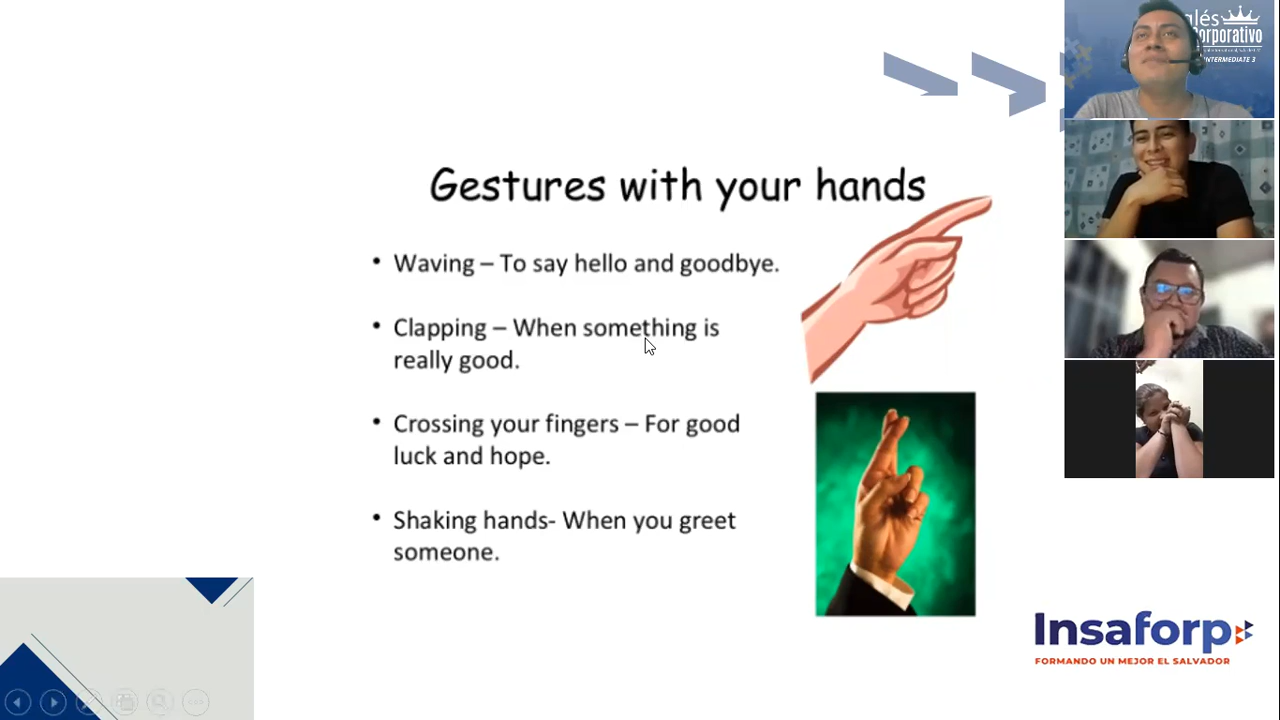 Gestures with your hands
• Waving – To say hello and goodbye.
• Clapping – When something is
really good.
• Crossing your fingers – For good
luck and hope.
• Shaking hands- When you greet
someone.
glés
orporativo
INTERMEDIATE 3
Insaforp
FORMANDO UN MEJOR EL SALVADOR